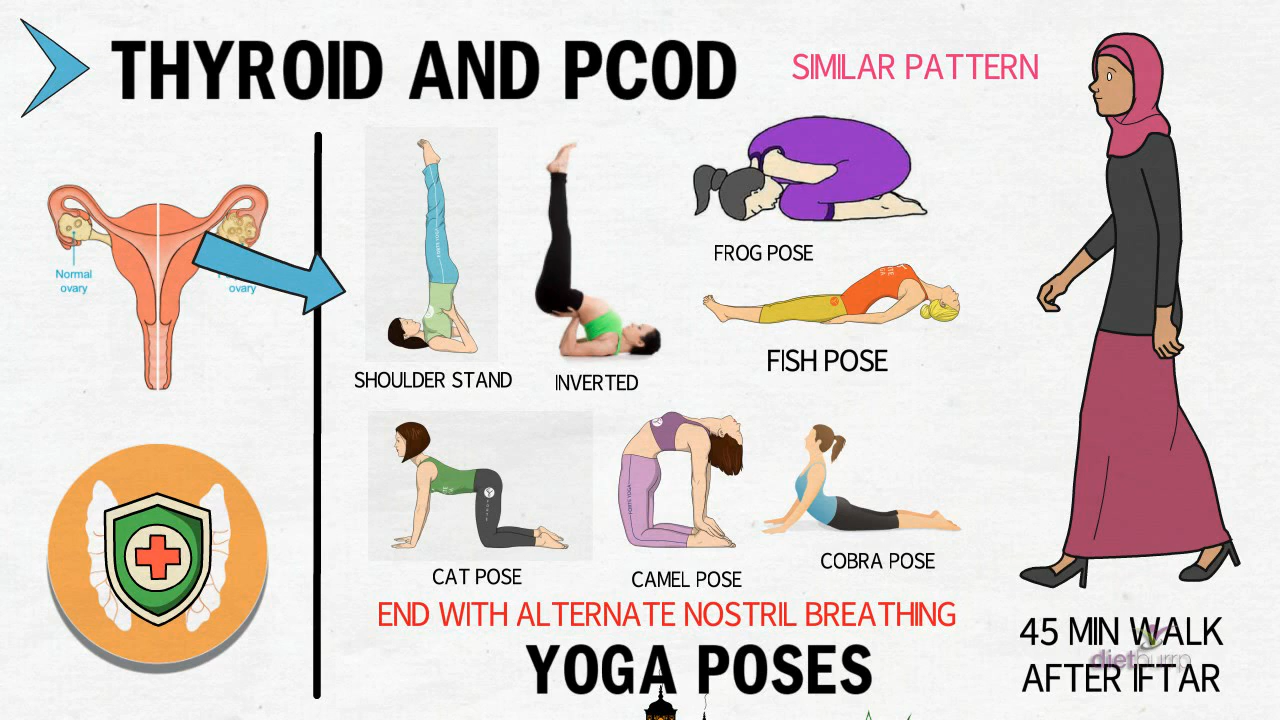 THYROID AND PCOD
SIMILAR PATTERN
Normal
ovary
ovary
FROG POSE
FISH POSE
SHOULDER STAND
INVERTED
CAT POSE
CAMEL POSE
COBRA POSE
END WITH ALTERNATE NOSTRIL BREATHING
YOGA POSES
45 MIN WALK
AFTER IFTAR
dietburrp